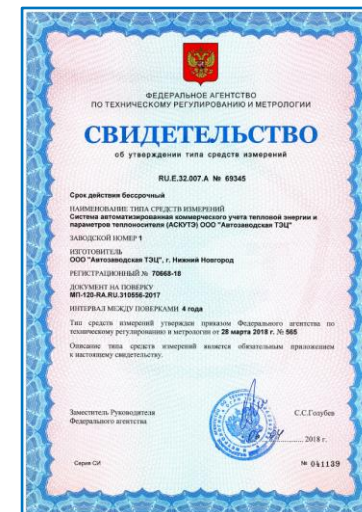 ФЕДЕРАЛЬНОЕ АГЕНТСТВО
ПО ТЕХНИЧЕСКОМУ РЕГУЛИРОВАНИЮ И МЕТРОЛОГИИ
СВИДЕТЕЛЬСТВО
об утверждении типа средств измерений
RU.E.32.007.A № 69345
Срок действия бессрочный
НАИМЕНОВАНИЕ ТИПА СРЕДСТВ ИЗМЕРЕНИЙ
Система автоматизированная коммерческого учета тепловой энергии и
параметров теплоносителя (АСКУТЭ) ООО "Автозаводская ТЭЦ"
ЗАВОДСКОЙ НОМЕР 1
ИЗГОТОВИТЕЛЬ
ООО "Автозаводская ТЭЦ", г. Нижний Новгород
РЕГИСТРАЦИОННЫЙ № 70668-18
ДОКУМЕНТ НА ПОВЕРКУ
МП-120-RA.RU.310556-2017
ИНТЕРВАЛ МЕЖДУ ПОВЕРКАМИ 4 года
Тип средств измерений утвержден приказом Федерального агентства по
техническому регулированию и метрологии от 28 марта 2018 г. № 565
Описание типа средств измерений является обязательным приложением
к настоящему свидетельству.
Заместитель Руководителя
Федерального агентства
С.С.Голубев
2018 г.
Серия СИ
№ 041139